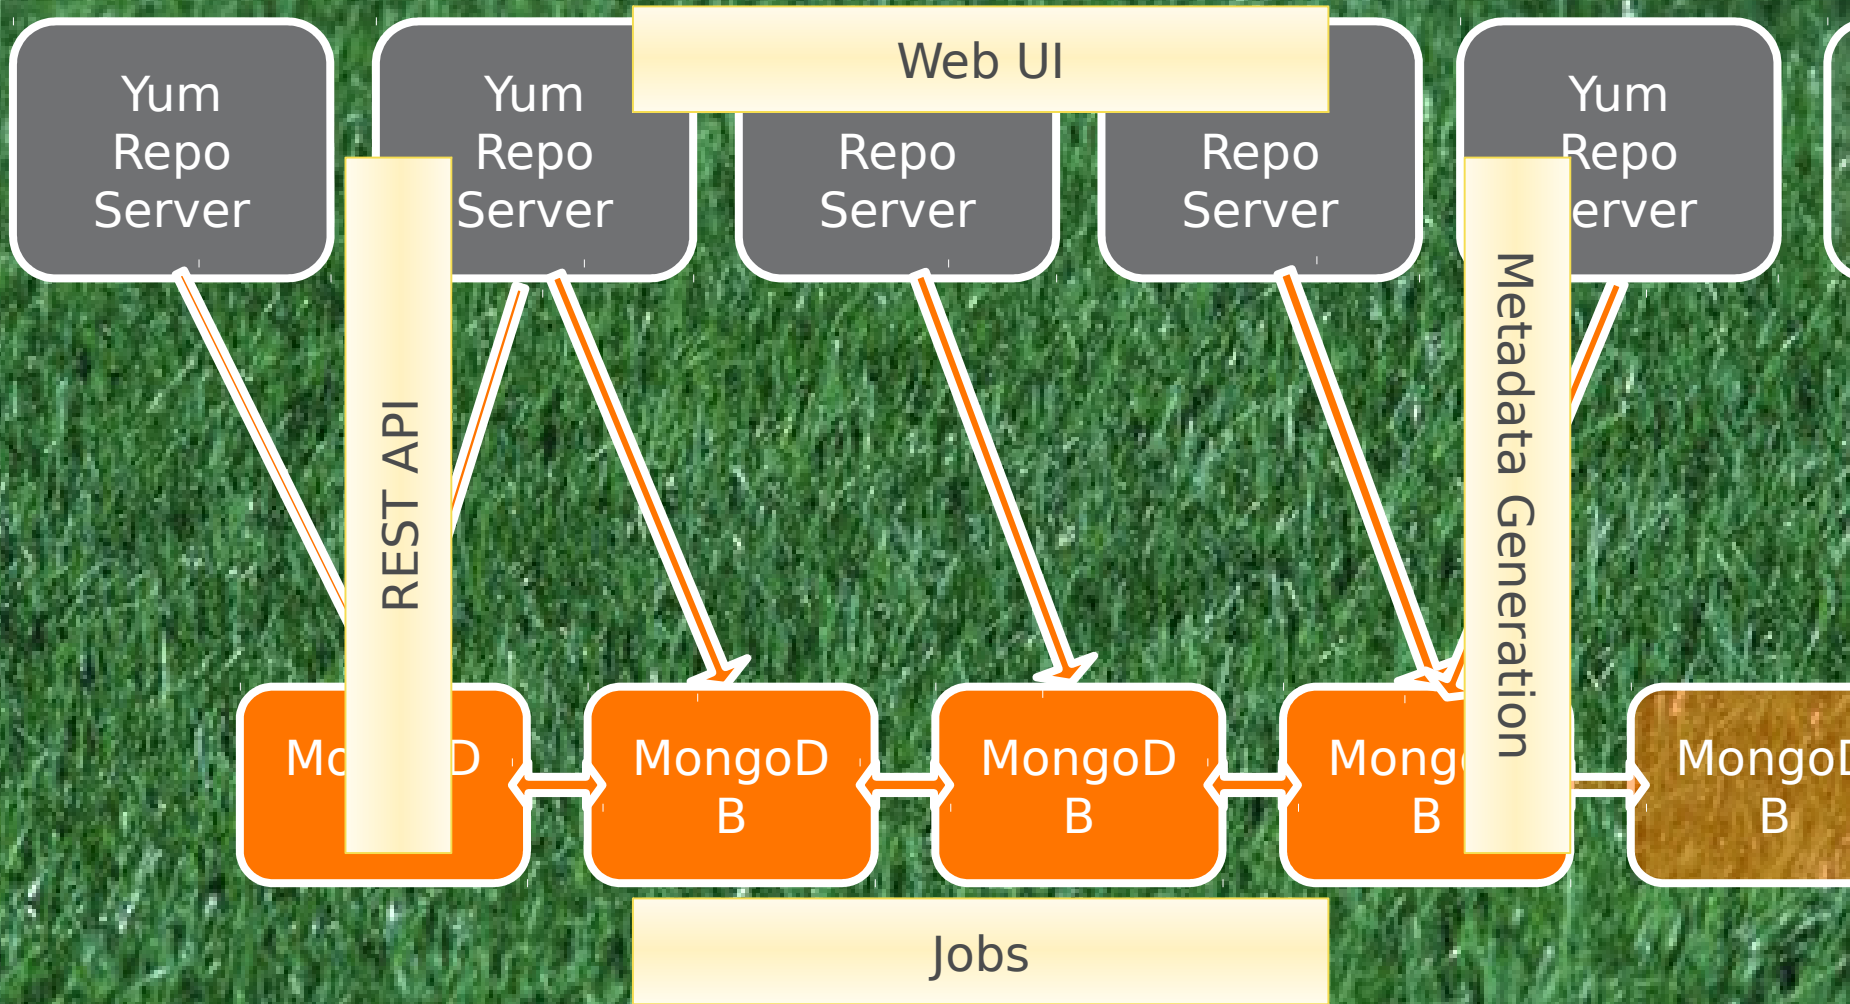 Web UI
Yum
Repo
Server
Yum
Repo
Server
Repo
Server
Repo
Server
Yum
Repo
erver
REST API
Metadata Generation
Mo D
MongoD
B
MongoD
B
Mong
B
MongoD
B
Jobs